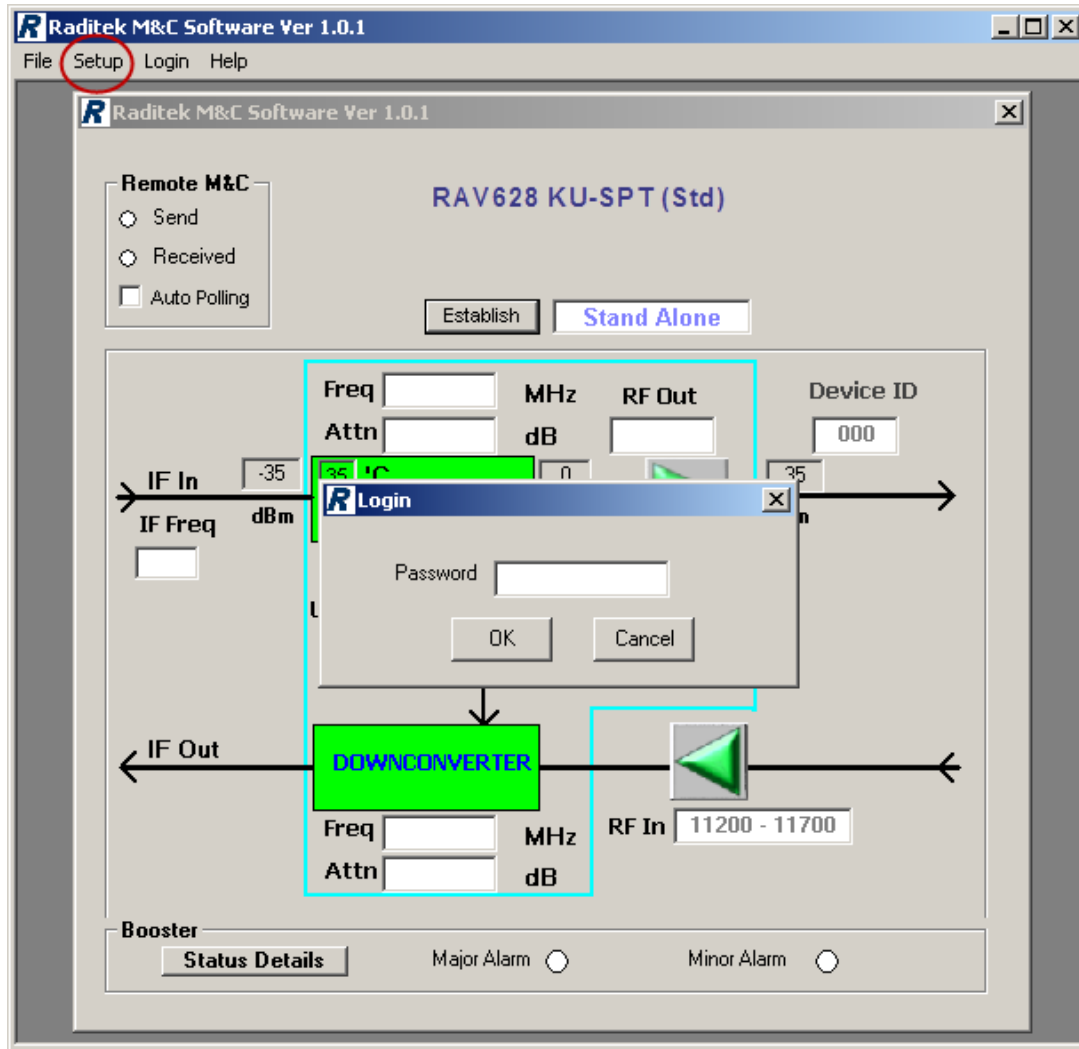 Raditek M&C Software Ver 1.0.1
File Setup Login Help
Raditek M&C Software Ver 1.0.1
Remote M&C
Send
Received
Auto Polling
RAV628 KU-SPT (Std)
Establish
Stand Alone
Freq MHz
Attn dB
RF Out
Device ID
000
IF In
-35
35
0
35
dBm
IF Freq
Login
Password
OK Cancel
IF Out
DOWNCONVERTER
Freq MHz
Attn dB
RF In 11200 - 11700
Booster
Status Details
Major Alarm
Minor Alarm